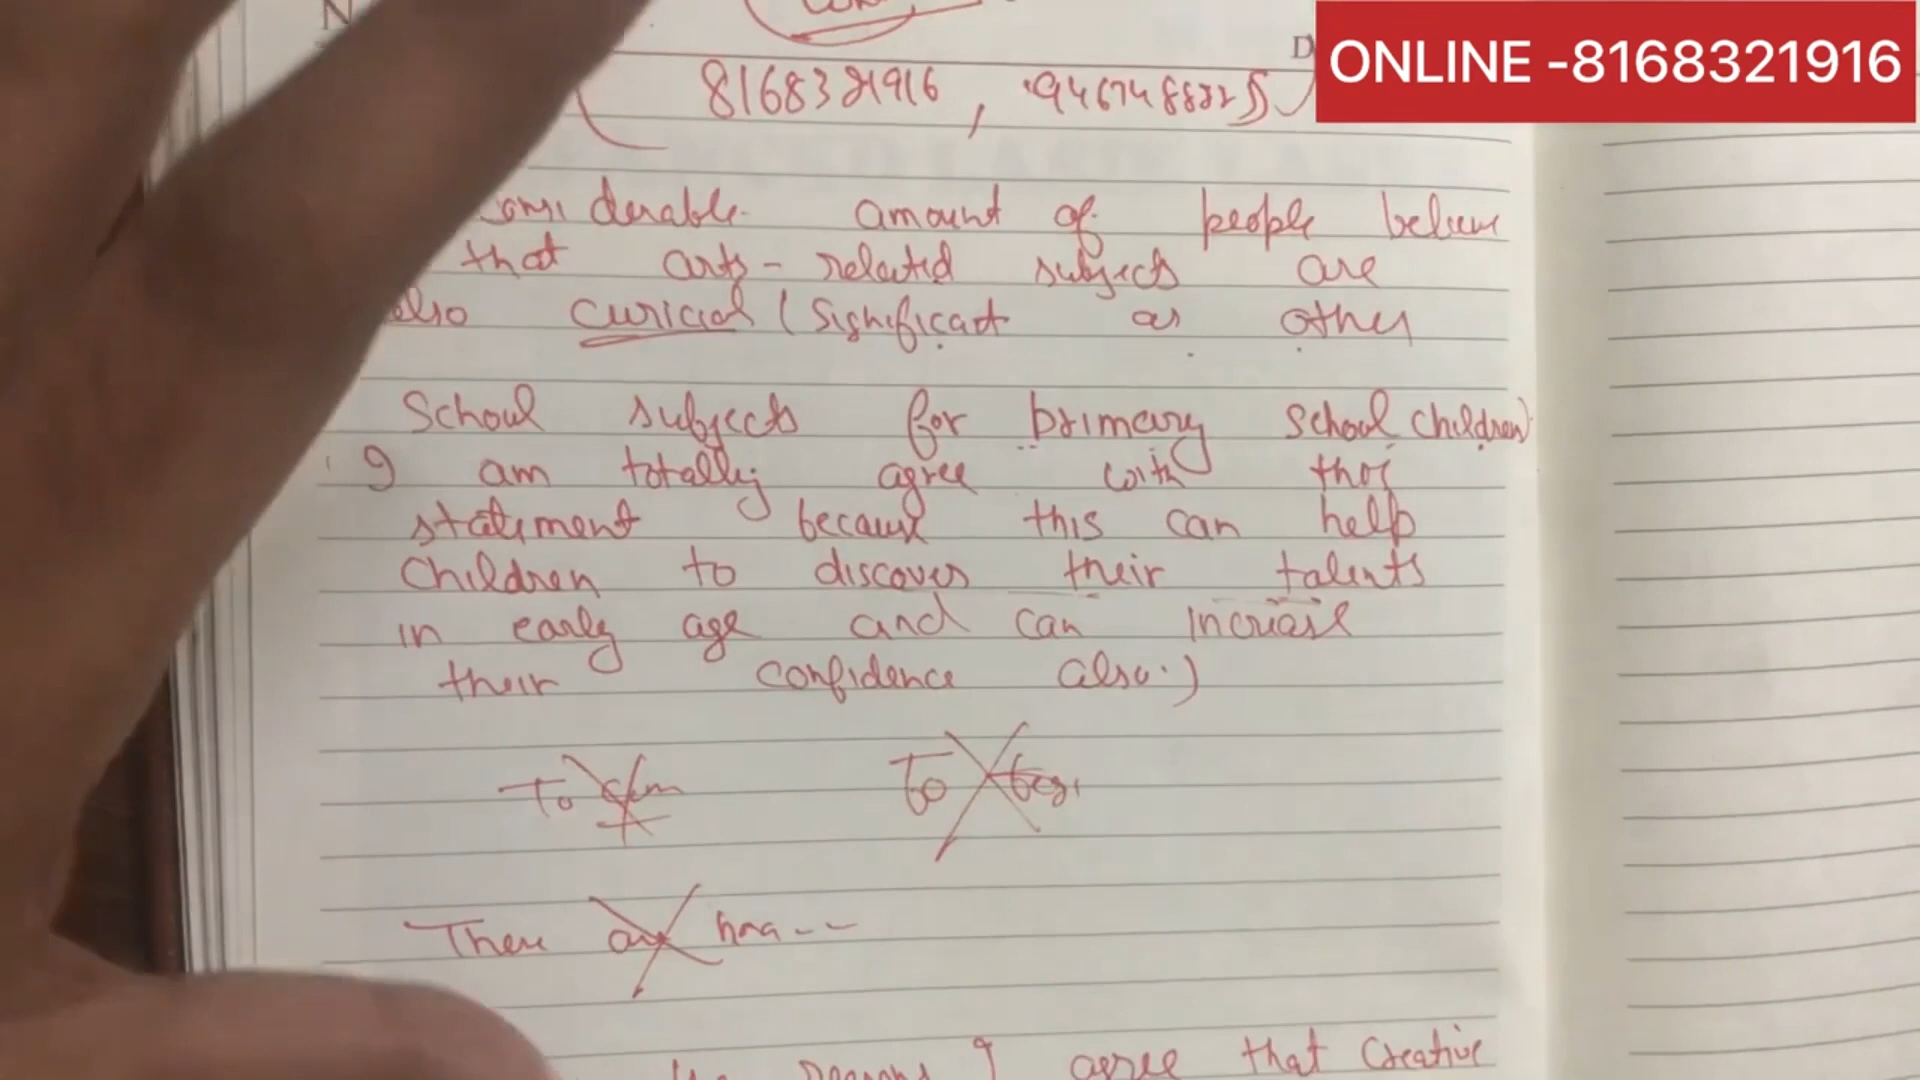 ONLINE -8168321916
8168321916, 9467488825
derable amount of people believe
that arts-related subjects are
also curicial (Significant as other
School subjects for primary School children)
I am totally agree with this
statement because this can help
Children to discover their talents
in early age and can increase
their confidence also.)
To
To
There are
reasons I agree that Creative